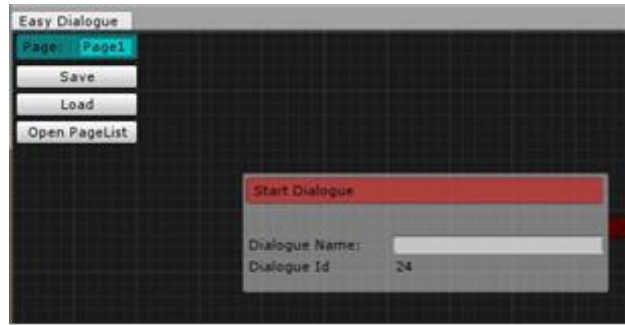 Easy Dialogue
Page: Page1
Save
Load
Open PageList
Start Dialogue
Dialogue Name:
Dialogue Id 24